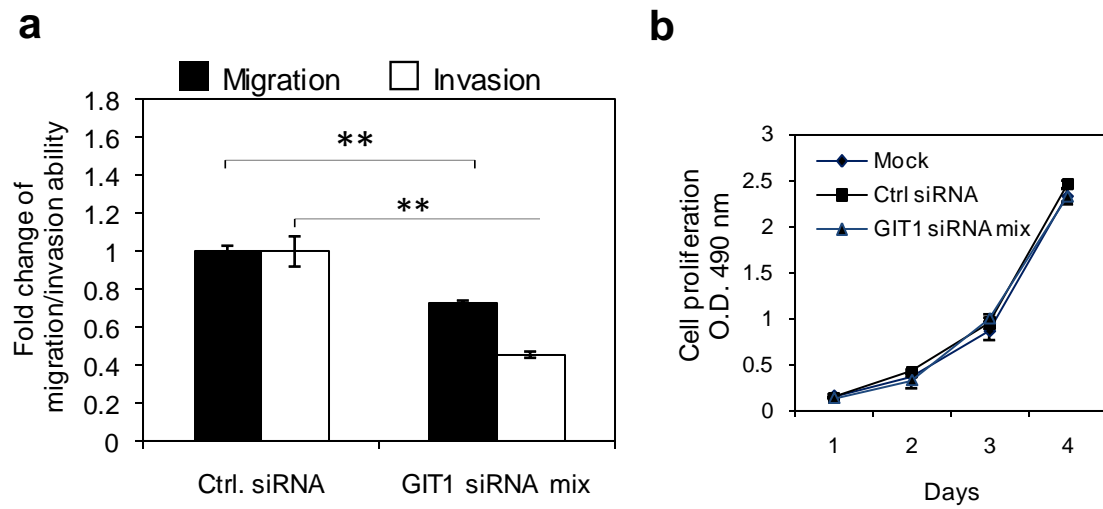 a
Migration Invasion
Fold change of
migration/invasion ability
1.8
1.6
1.4
1.2
1
0.8
0.6
0.4
0.2
0
**
**
Ctrl. siRNA GIT1 siRNA mix
b
Cell proliferation
O.D. 490 nm
3
2.5
2
1.5
1
0.5
0
Mock
Ctrl siRNA
GIT1 siRNA mix
1 2 3 4
Days